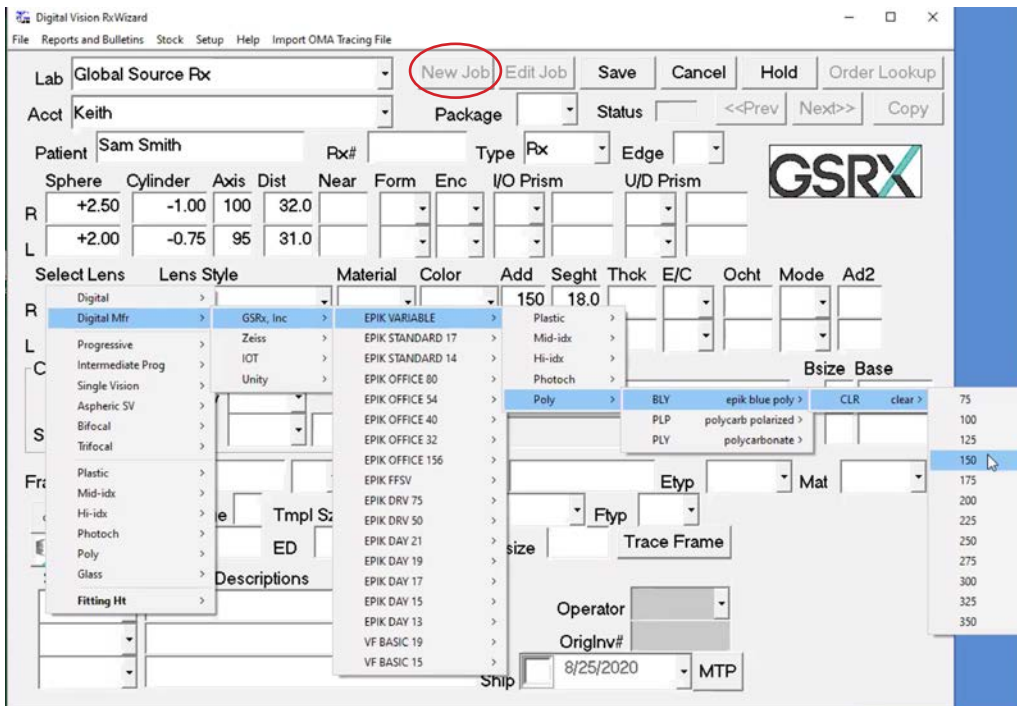 Digital Vision RxWizard
File Reports and Bulletins Stock Setup Help Import OMA Tracing File
Lab Global Source Rx New Job Edit Job Save Cancel Hold Order Lookup
Acct Keith Package Status <<Prev Next>> Copy
Patient Sam Smith Rx# Type Rx Edge
GSRX
Sphere Cylinder Axis Dist Near Form Enc I/O Prism U/D Prism
R +2.50 -1.00 100 32.0
L +2.00 -0.75 95 31.0
Select Lens Lens Style Material Color Add Seght Thck E/C Ocht Mode Ad2
R 150 18.0
L
C
S
Digital
Digital Mfr
Progressive
Intermediate Prog
Single Vision
Aspheric SV
Bifocal
Trifocal
Plastic
Mid-idx
Hi-idx
Photoch
Poly
Glass
Fitting Ht
GSRx, Inc
Zeiss
IOT
Unity
EPIK VARIABLE
EPIK STANDARD 17
EPIK STANDARD 14
EPIK OFFICE 80
EPIK OFFICE 54
EPIK OFFICE 40
EPIK OFFICE 32
EPIK OFFICE 156
EPIK FFSV
EPIK DRV 75
EPIK DRV 50
EPIK DAY 21
EPIK DAY 19
EPIK DAY 17
EPIK DAY 15
EPIK DAY 13
VF BASIC 19
VF BASIC 15
Plastic
Mid-idx
Hi-idx
Photoch
Poly
BLY epik blue poly
PLP polycarb polarized
PLY polycarbonate
CLR clear
75
100
125
150
175
200
225
250
275
300
325
350
Bsize Base
Etyp Mat
Tmpl Ftyp
ED Trace Frame
Descriptions
Operator
OrigInv#
Ship 8/25/2020 MTP